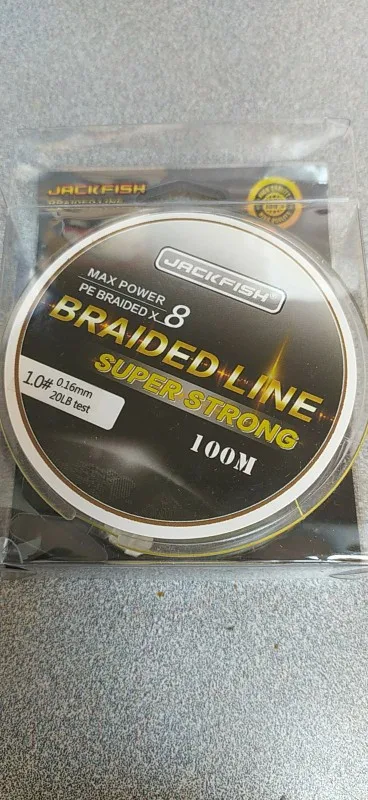 JACKFISH
BRAIDED LINE
JACKFISH
MAX POWER
PE BRAIDED X 8
BRAIDED LINE
SUPER STRONG
1.0# 0.16mm
20LB test
100M